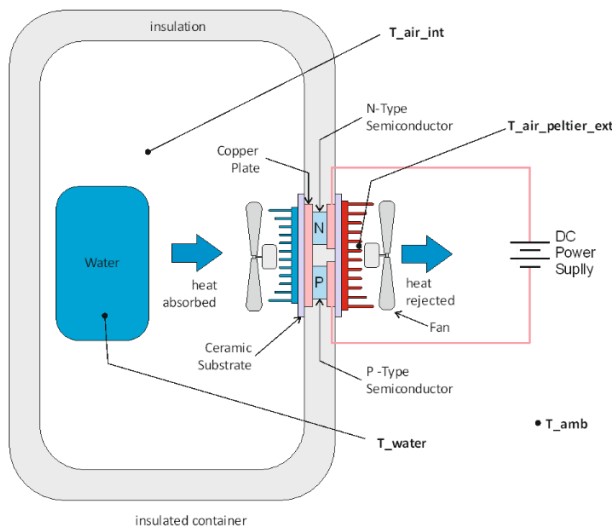 insulation
T_air_int
N-Type
Semiconductor
T_air_peltier_ext
Copper
Plate
N
Water
heat
absorbed
P
heat
rejected
DC
Power
Suplly
Fan
Ceramic
Substrate
P -Type
Semiconductor
T_amb
T_water
insulated container